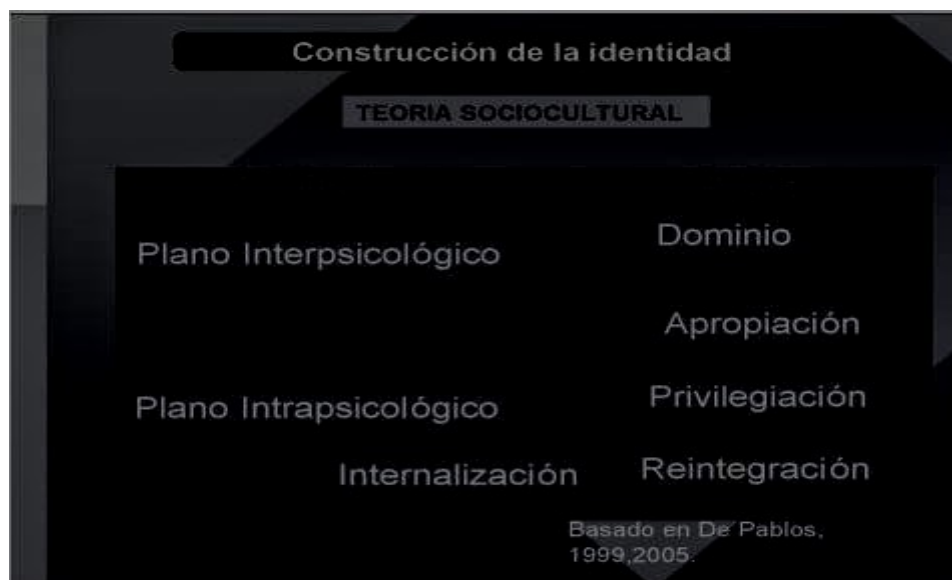 Construcción de la identidad
TEORIA SOCIOCULTURAL
Plano Interpsicológico
Dominio
Apropiación
Plano Intrapsicológico
Privilegiación
Internalización
Reintegración
Basado en De Pablos,
1999,2005.